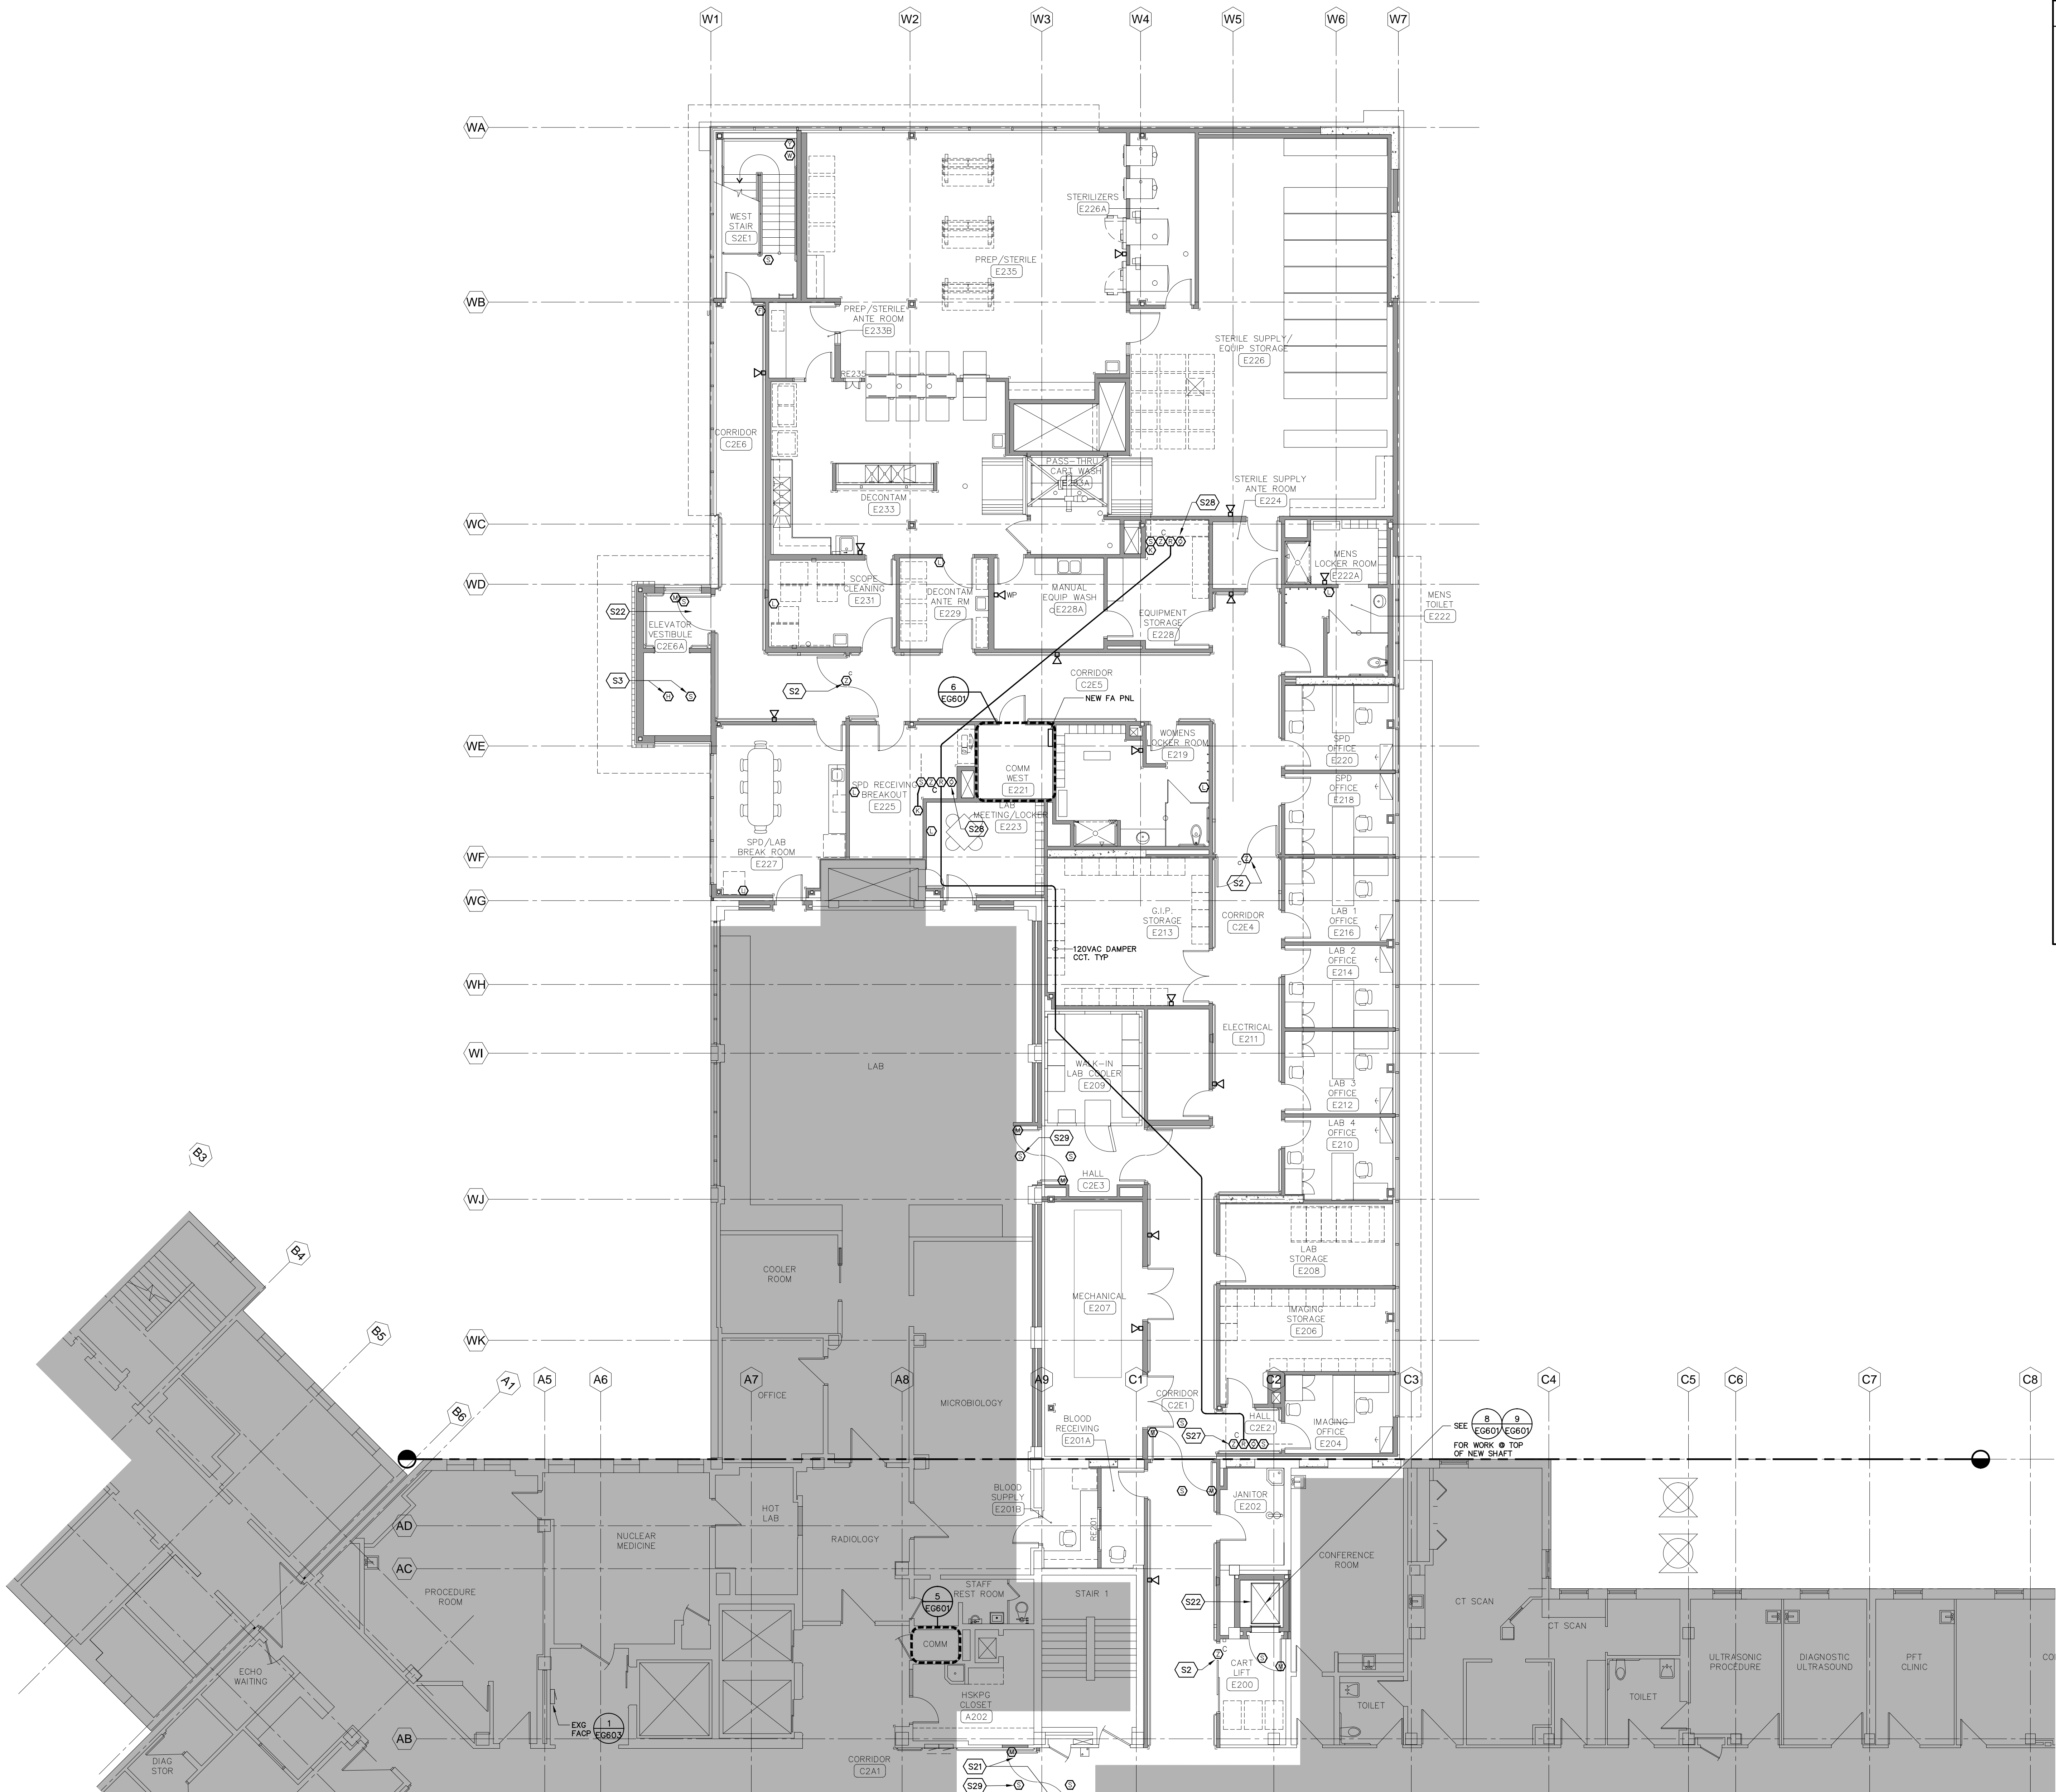 W1
W2
W3
W4
W5
W6
W7
WA
WEST
STAIR
S2E1
Y
W
S
STERILIZERS
E226A
PREP/STERILE
E235
WB
F
PREP/STERILE
ANTE ROOM
E233B
STERILE SUPPLY/
EQUIP STORAGE
E226
RE235
CORRIDOR
C2E6
PASS-THRU
CART WASH
E233A
DECONTAM
E233
STERILE SUPPLY
ANTE ROOM
E224
WC
S28
C
S Z R
K
MENS
LOCKER ROOM
E222A
WD
SCOPE
CLEANING
E231
L
L
DECONTAM
ANTE RM
E229
WP
MANUAL
EQUIP WASH
E228A
EQUIPMENT
STORAGE
E228
L
MENS
TOILET
E222
S22
M
S
ELEVATOR
VESTIBULE
C2E6A
S3
H
S
S2
Z
C
6
EG601
CORRIDOR
C2E5
NEW FA PNL
WE
WOMENS
LOCKER ROOM
E219
SPD
OFFICE
E220
COMM
WEST
E221
SPD RECEIVING
BREAKOUT
E225
L
S Z R
C
K
S28
L
LAB
MEETING/LOCKER
E223
L
SPD
OFFICE
E218
SPD/LAB
BREAK ROOM
E227
WF
C
Z
S2
WG
G.I.P.
STORAGE
E213
CORRIDOR
C2E4
LAB 1
OFFICE
E216
120VAC DAMPER
CCT. TYP
LAB 2
OFFICE
E214
WH
ELECTRICAL
E211
WI
LAB
WALK-IN
LAB COOLER
E209
LAB 3
OFFICE
E212
B3
M
S29
S
S
LAB 4
OFFICE
E210
HALL
C2E3
M
WJ
B4
COOLER
ROOM
LAB
STORAGE
E208
MECHANICAL
E207
IMAGING
STORAGE
E206
B5
WK
A1
A5
A6
A7
A8
A9
C1
C2
C3
C4
C5
C6
C7
C8
B6
OFFICE
MICROBIOLOGY
CORRIDOR
C2E1
HALL
C2E2
IMAGING
OFFICE
E204
BLOOD
RECEIVING
E201A
S
M
S27
C
SEE
8
EG601
9
EG601
FOR WORK @ TOP
OF NEW SHAFT
BLOOD
SUPPLY
E201B
S
M
JANITOR
E202
HOT
LAB
AD
NUCLEAR
MEDICINE
RADIOLOGY
RE201
CONFERENCE
ROOM
AC
PROCEDURE
ROOM
STAFF
REST ROOM
STAIR 1
S22
CT SCAN
CT SCAN
5
EG601
COMM
ECHO
WAITING
S2
Z
C
S
M
CART
LIFT
E200
ULTRASONIC
PROCEDURE
DIAGNOSTIC
ULTRASOUND
PFT
CLINIC
HSKPG
CLOSET
A202
TOILET
TOILET
EXG
FACP
1
EG603
AB
DIAG
STOR
CORRIDOR
C2A1
M
S21
S29
S
S